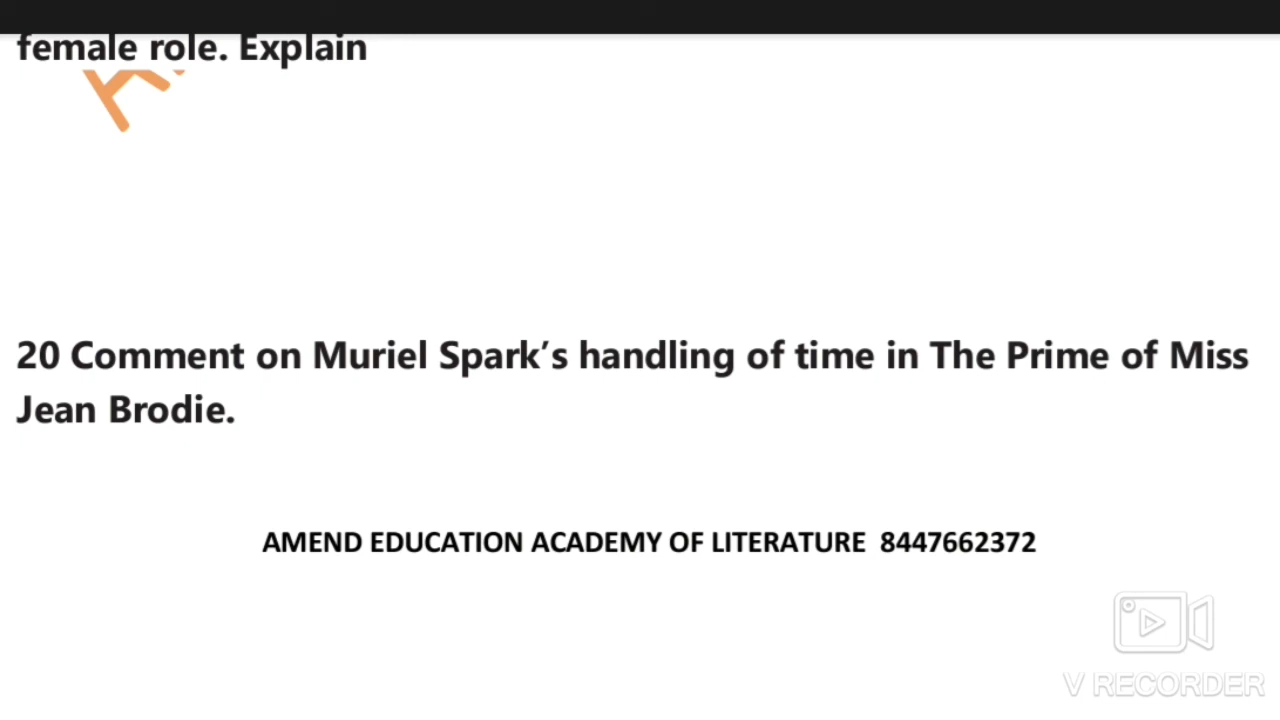 female role. Explain
20 Comment on Muriel Spark’s handling of time in The Prime of Miss
Jean Brodie.
AMEND EDUCATION ACADEMY OF LITERATURE 8447662372
V RECORDER